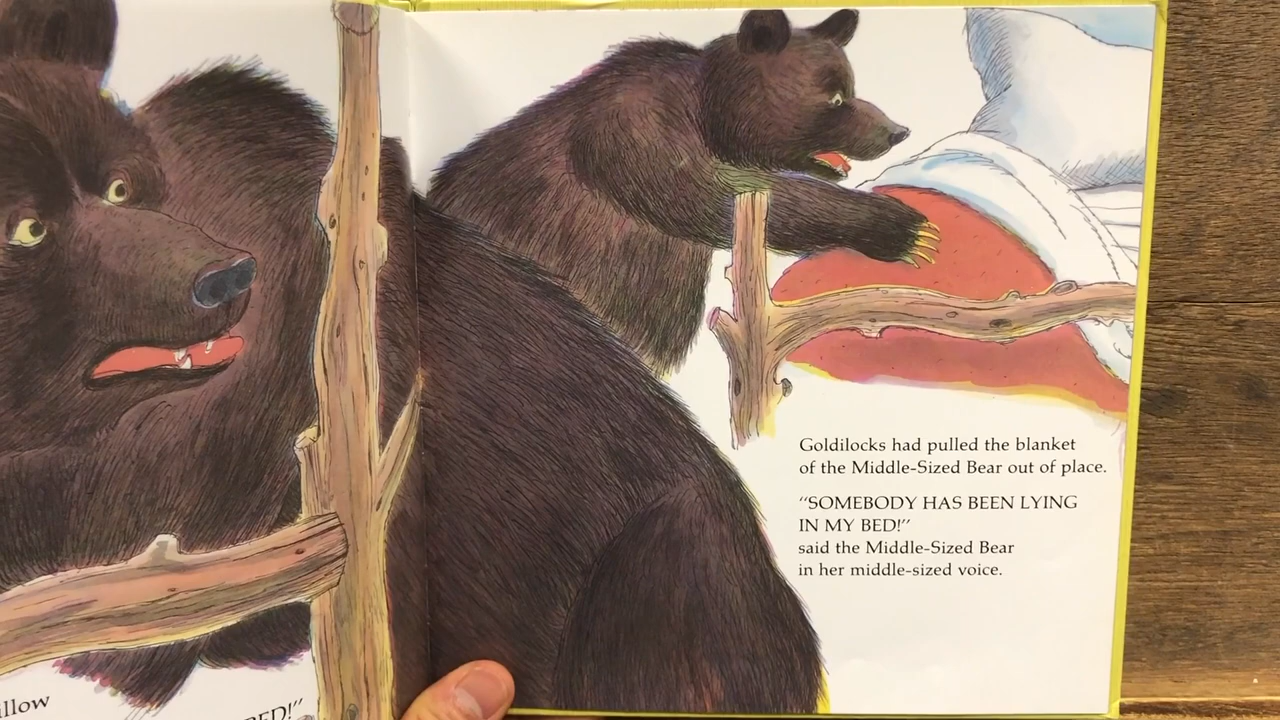 Goldilocks had pulled the blanket
of the Middle-Sized Bear out of place.
"SOMEBODY HAS BEEN LYING
IN MY BED!"
said the Middle-Sized Bear
in her middle-sized voice.